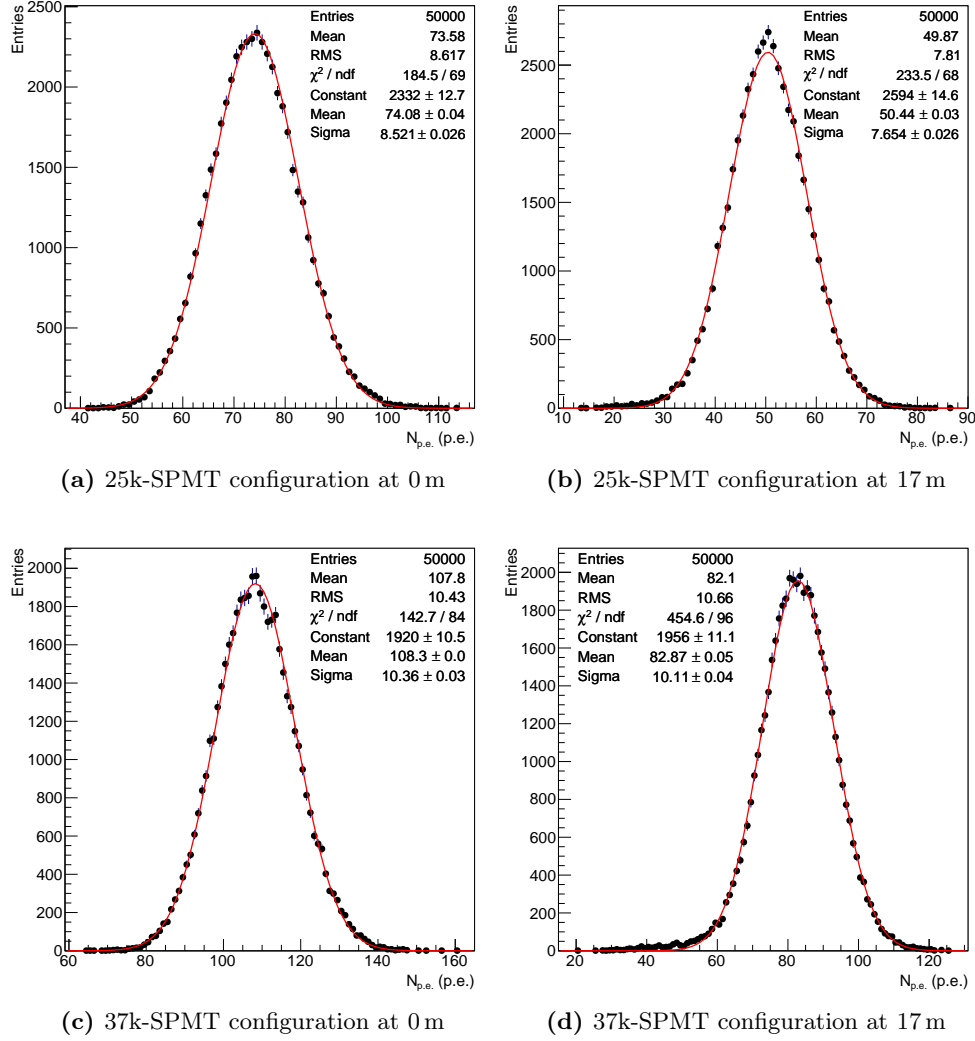 Entries
2500
2000
1500
1000
500
0
40 50 60 70 80 90 100 110
N_p.e. (p.e.)
Entries 50000
Mean 73.58
RMS 8.617
χ² / ndf 184.5 / 69
Constant 2332 ± 12.7
Mean 74.08 ± 0.04
Sigma 8.521 ± 0.026
(a) 25k-SPMT configuration at 0 m
Entries
2500
2000
1500
1000
500
0
10 20 30 40 50 60 70 80 90
N_p.e. (p.e.)
Entries 50000
Mean 49.87
RMS 7.81
χ² / ndf 233.5 / 68
Constant 2594 ± 14.6
Mean 50.44 ± 0.03
Sigma 7.654 ± 0.026
(b) 25k-SPMT configuration at 17 m
Entries
2000
1800
1600
1400
1200
1000
800
600
400
200
0
60 80 100 120 140 160
N_p.e. (p.e.)
Entries 50000
Mean 107.8
RMS 10.43
χ² / ndf 142.7 / 84
Constant 1920 ± 10.5
Mean 108.3 ± 0.0
Sigma 10.36 ± 0.03
(c) 37k-SPMT configuration at 0 m
Entries
2000
1800
1600
1400
1200
1000
800
600
400
200
0
20 40 60 80 100 120
N_p.e. (p.e.)
Entries 50000
Mean 82.1
RMS 10.66
χ² / ndf 454.6 / 96
Constant 1956 ± 11.1
Mean 82.87 ± 0.05
Sigma 10.11 ± 0.04
(d) 37k-SPMT configuration at 17 m